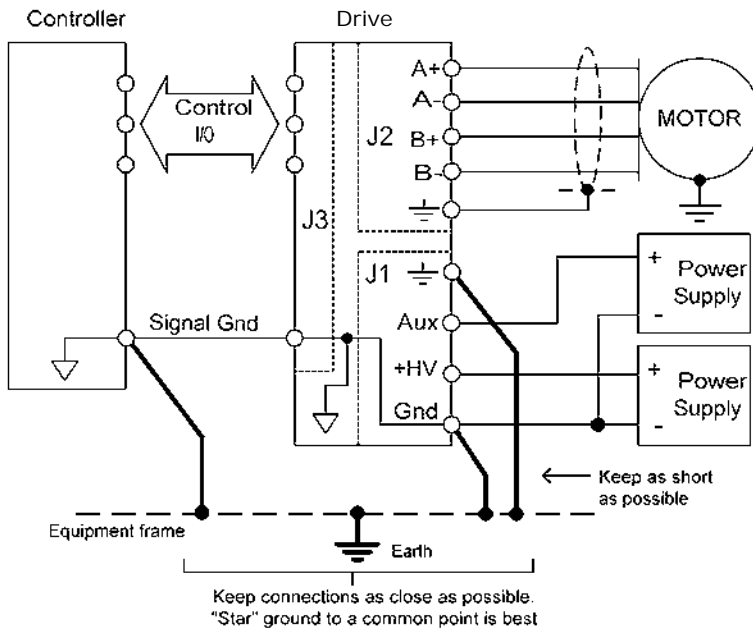 Controller
Drive
Control
I/0
J2
J3
J1
A+
A-
B+
B-
MOTOR
Signal Gnd
Aux
+HV
Gnd
+
Power
-
Supply
+
Power
-
Supply
Keep as short
as possible
Equipment frame
Earth
Keep connections as close as possible.
"Star" ground to a common point is best